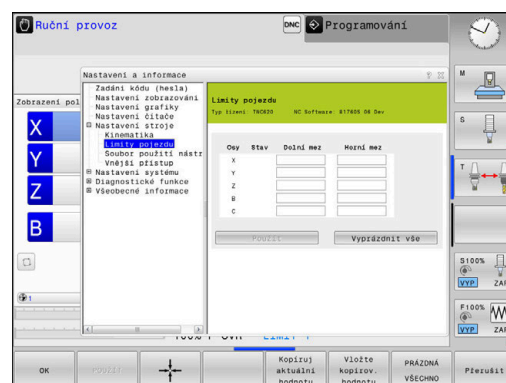 Ruční provoz
DNC
Programování
Nastavení a informace
Zadání kódu (hesla)
Nastavení zobrazování
Nastavení grafiky
Nastavení čítače
Nastavení stroje
Kinematika
Limity pojezdu
Soubor použití nástr
Vnější přístup
Nastavení systému
Diagnostické funkce
Všeobecné informace
Limity pojezdu
Typ řízení: TNC620 NC Software: 817605 06 Dev
Osy Stav Dolní mez Horní mez
X
Y
Z
B
C
Použít
Vyprázdnit vše
Zobrazení pol
X
Y
Z
B
1
M
S
T
S100%
VYP ZAP
F100%
VYP ZAP
OK
POUŽÍT
Kopíruj aktuální hodnotu
Vložte kopírov. hodnotu
PRÁZDNÁ VŠECHNO
Přerušit